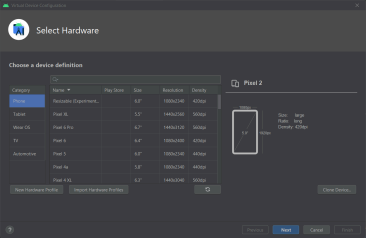 Virtual Device Configuration
Select Hardware
Choose a device definition
Category Name Play Store Size Resolution Density
Phone
Tablet
Wear OS
TV
Automotive
Resizable (Experiment... 6.0" 1080x2340 420dpi
Pixel XL 5.5" 1440x2560 560dpi
Pixel 6 Pro 6.7" 1440x3120 560dpi
Pixel 6 6.4" 1080x2400 420dpi
Pixel 5 6.0" 1080x2340 440dpi
Pixel 4a 5.8" 1080x2340 440dpi
Pixel 4 XL 6.3" 1440x3040 560dpi
New Hardware Profile Import Hardware Profiles
Pixel 2
Size: large
Ratio: long
Density: 420dpi
5.0"
Clone Device...
? Previous Next Cancel Finish